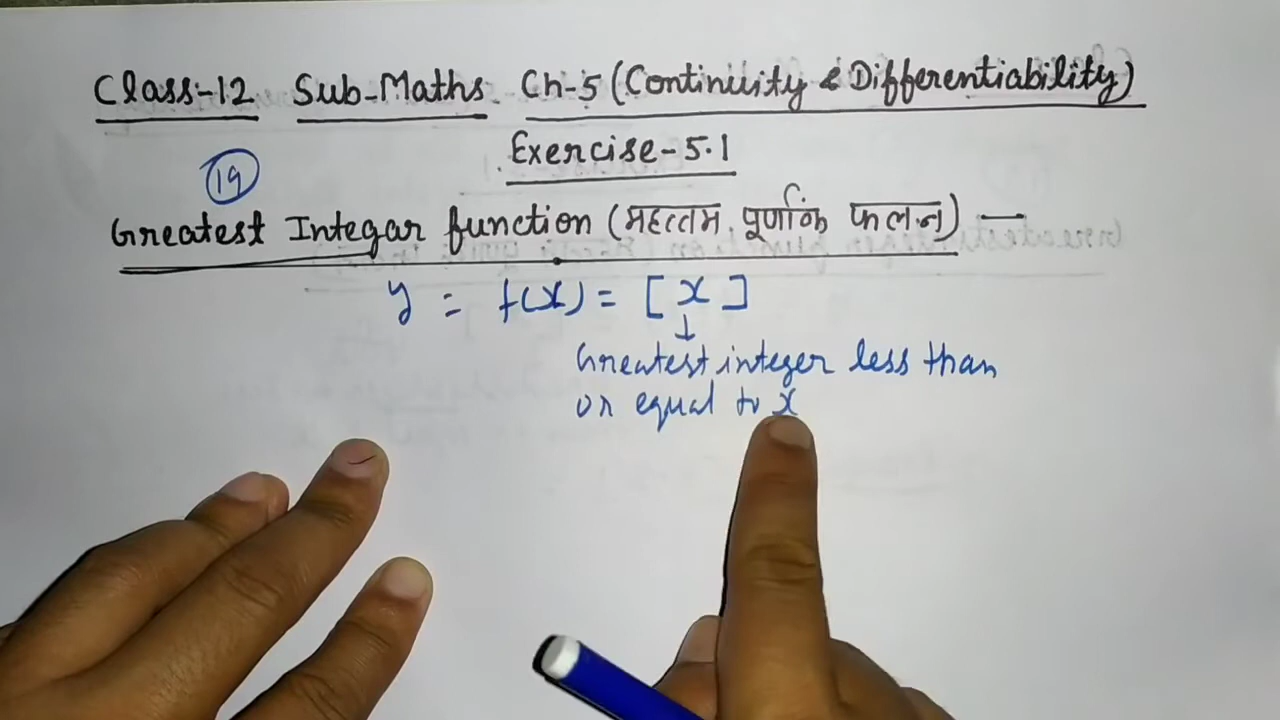 Class-12 Sub-Maths Ch-5 (Continuity & Differentiability)
Exercise-5.1
19
Greatest Integar function (महत्तम पूर्णांक फलन) —
y = f(x) = [x]
↓
Greatest integer less than
or equal to x